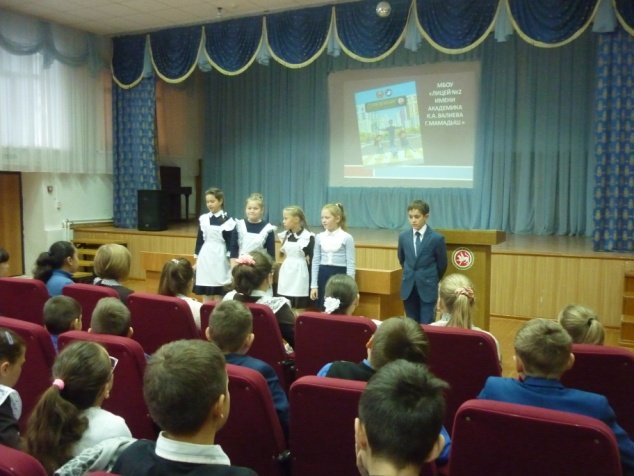 МБОУ
«ЛИЦЕЙ №2
ИМЕНИ
АКАДЕМИКА
К.А. ВАЛИЕВА
Г.МАМАДЫШ »